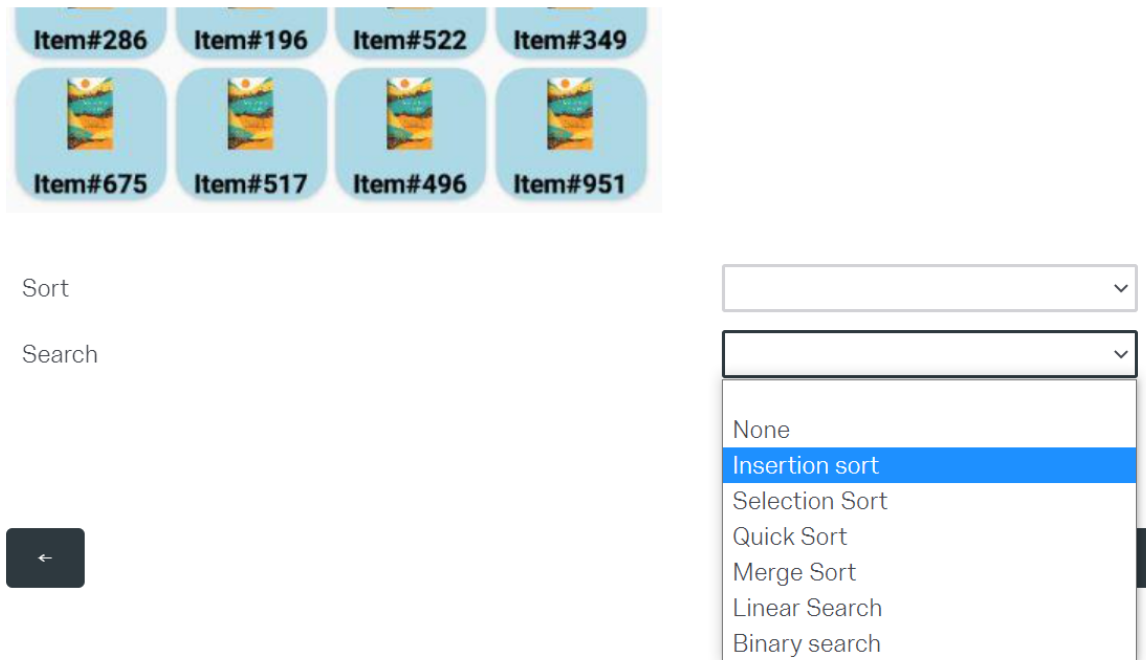 Item#286 Item#196 Item#522 Item#349
Item#675 Item#517 Item#496 Item#951
Sort
Search
None
Insertion sort
Selection Sort
Quick Sort
Merge Sort
Linear Search
Binary search